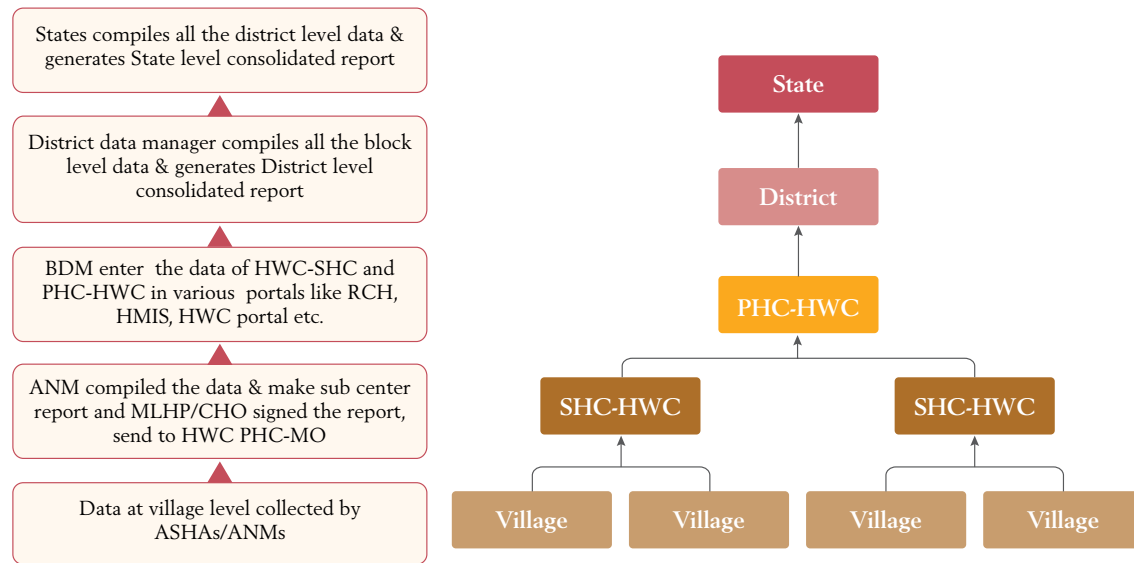 States compiles all the district level data &
generates State level consolidated report
District data manager compiles all the block
level data & generates District level
consolidated report
BDM enter the data of HWC-SHC and
PHC-HWC in various portals like RCH,
HMIS, HWC portal etc.
ANM compiled the data & make sub center
report and MLHP/CHO signed the report,
send to HWC PHC-MO
Data at village level collected by
ASHAs/ANMs
State
District
PHC-HWC
SHC-HWC
SHC-HWC
Village
Village
Village
Village